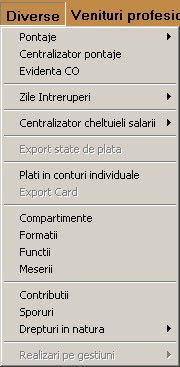 Diverse Venituri profesio
Pontaje
Centralizator pontaje
Evidenta CO
Zile Intreruperi
Centralizator cheltuieli salarii
Export state de plata
Plati in conturi individuale
Export Card
Compartimente
Formatii
Functii
Meserii
Contributii
Sporuri
Drepturi in natura
Realizari pe gestiuni